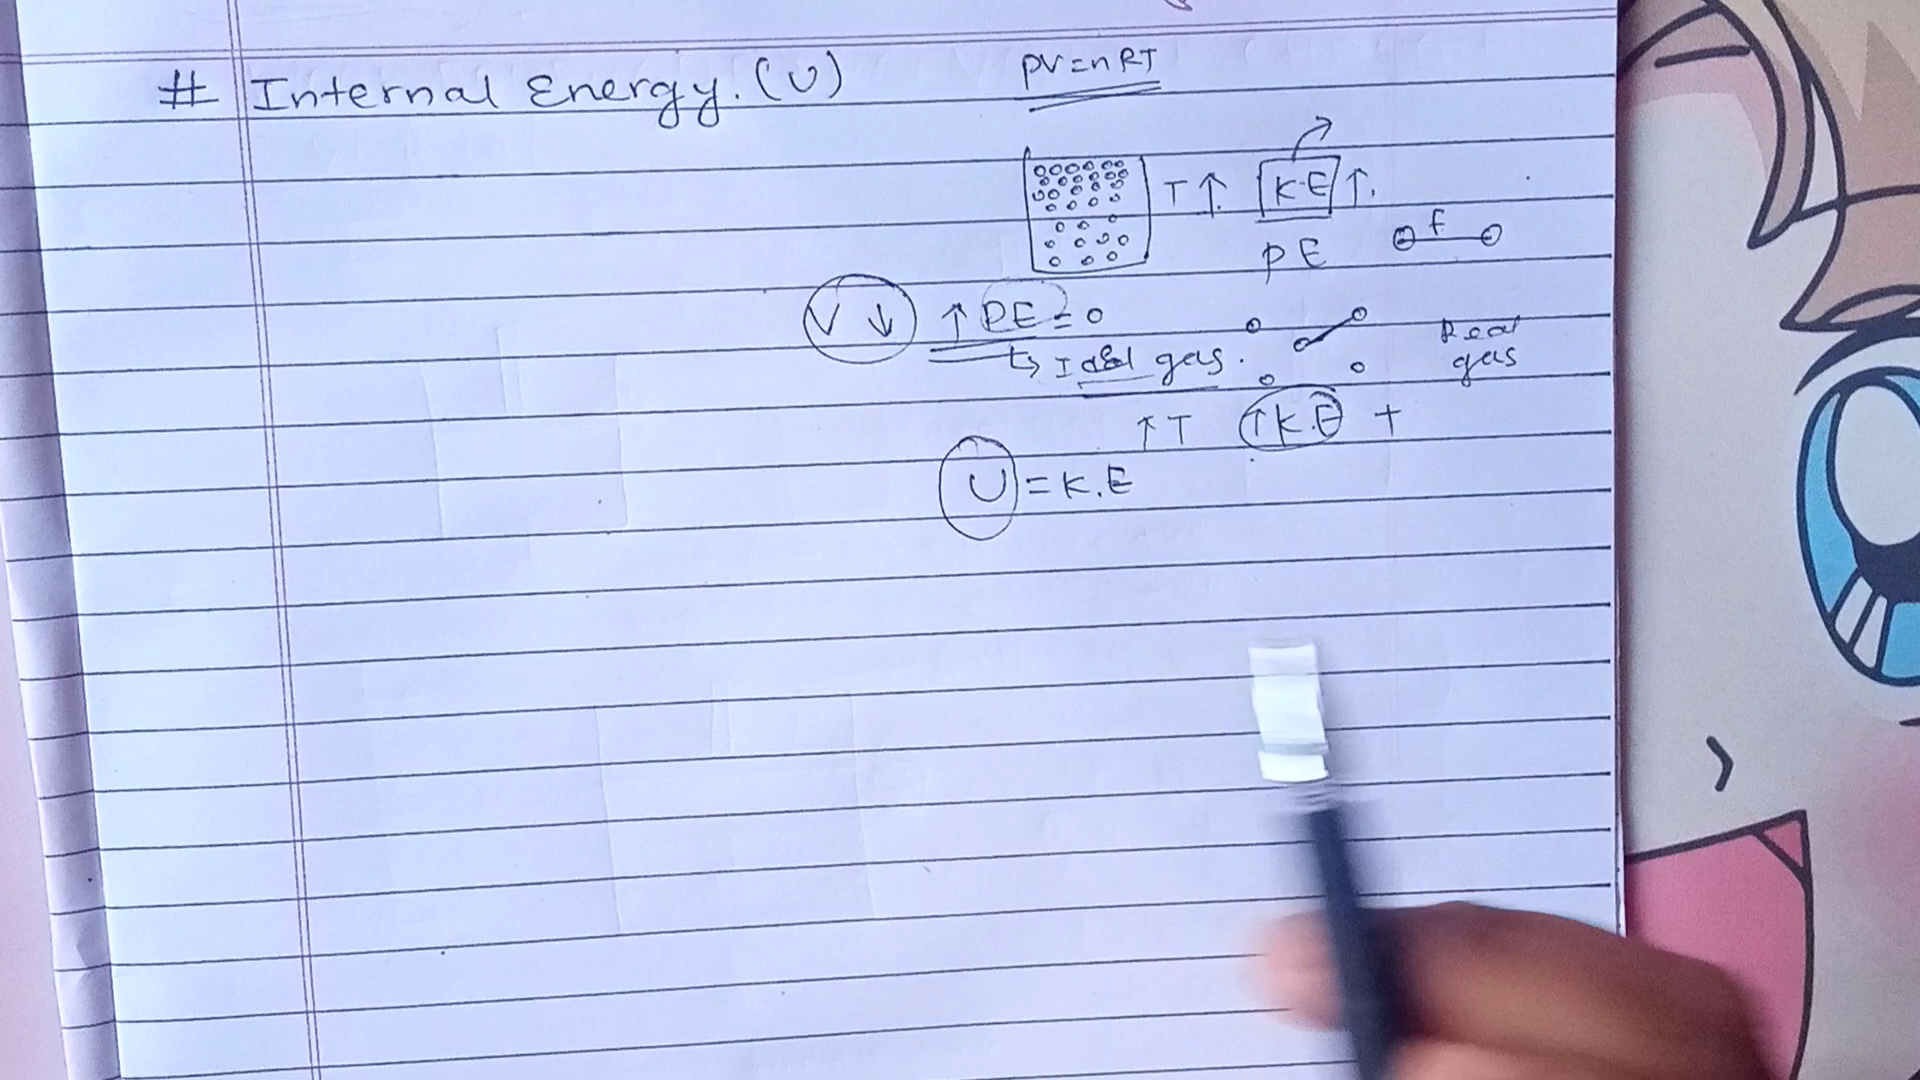 # Internal Energy. (U)
PV=nRT
T↑ K.E ↑.
f
PE
V ↓ ↑ PE = 0
↳ Ideal gas.
Real
gas
↑T ↑K.E +
U = K.E